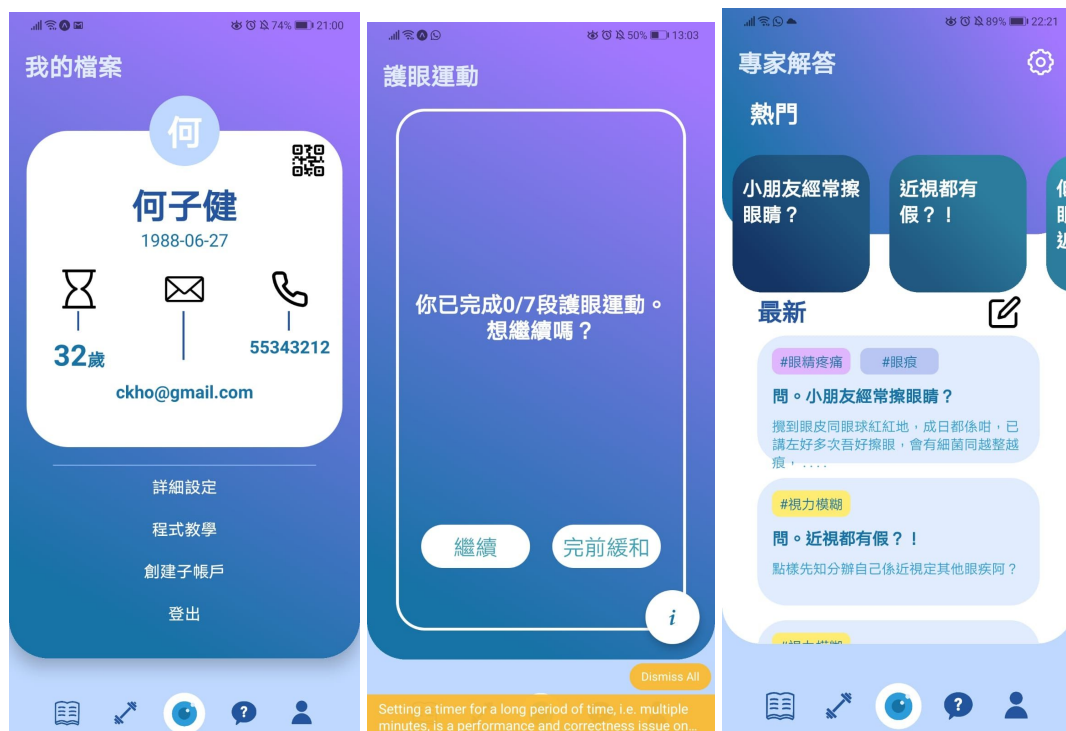 74% 21:00
我的檔案
何
何子健
1988-06-27
32歲
55343212
ckho@gmail.com
詳細設定
程式教學
創建子帳戶
登出
50% 13:03
護眼運動
你已完成0/7段護眼運動。
想繼續嗎？
繼續
完前緩和
i
Dismiss All
Setting a timer for a long period of time, i.e. multiple
minutes, is a performance and correctness issue on...
89% 22:21
專家解答
熱門
小朋友經常擦
眼睛？
近視都有
假？！
最新
#眼精疼痛
#眼痕
問。小朋友經常擦眼睛？
攪到眼皮同眼球紅紅地，成日都係咁，已
講左好多次吾好擦眼，會有細菌同越整越
痕，....
#視力模糊
問。近視都有假？！
點樣先知分辦自己係近視定其他眼疾阿？
?
?